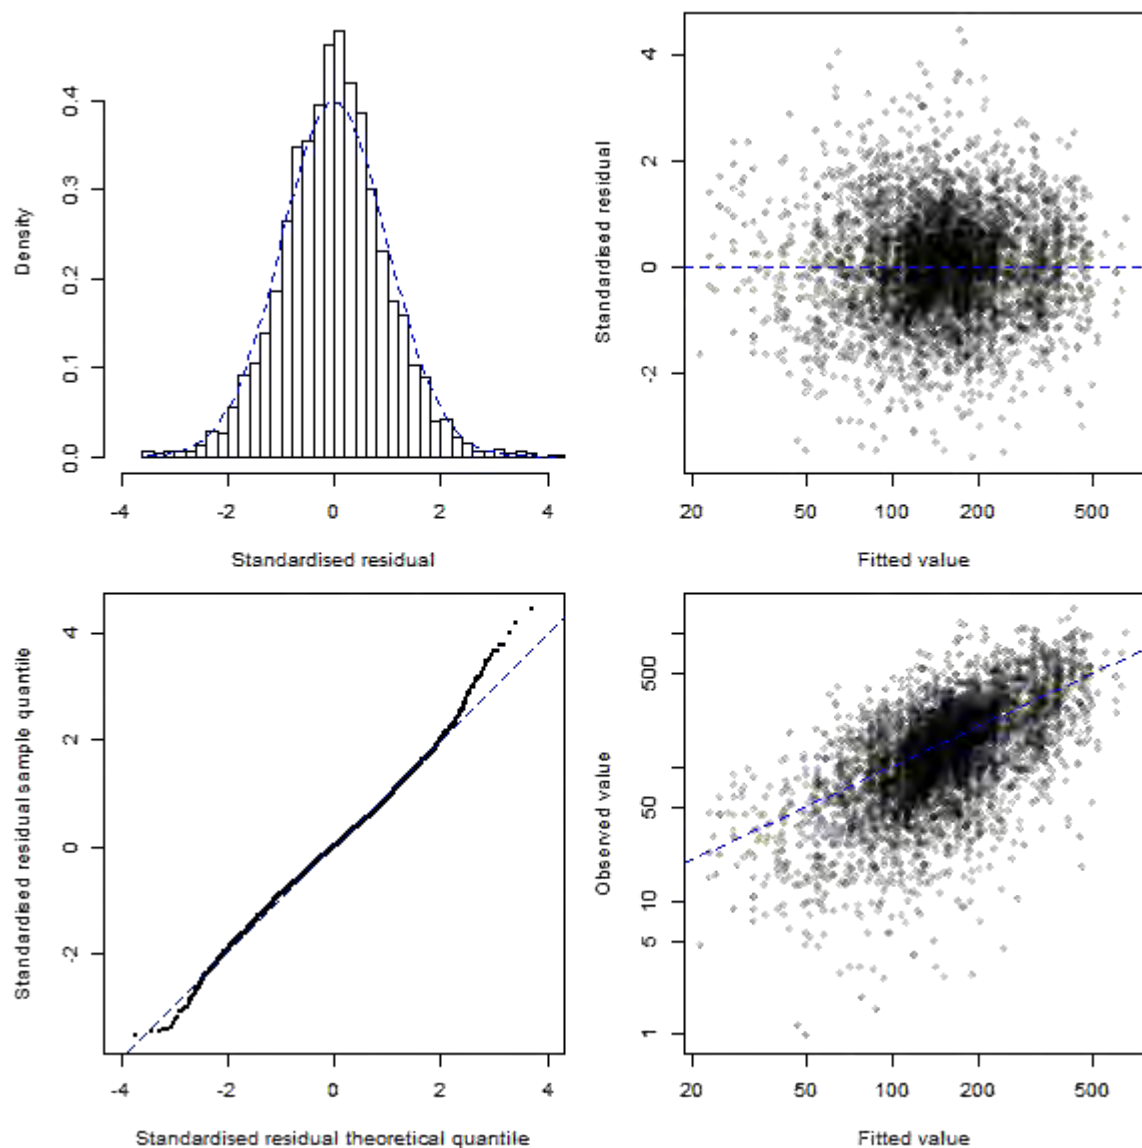 Density
0.0 0.1 0.2 0.3 0.4
-4 -2 0 2 4
Standardised residual
Standardised residual
-2 0 2 4
20 50 100 200 500
Fitted value
Standardised residual sample quantile
-2 0 2 4
-4 -2 0 2 4
Standardised residual theoretical quantile
Observed value
1 5 10 50 500
20 50 100 200 500
Fitted value